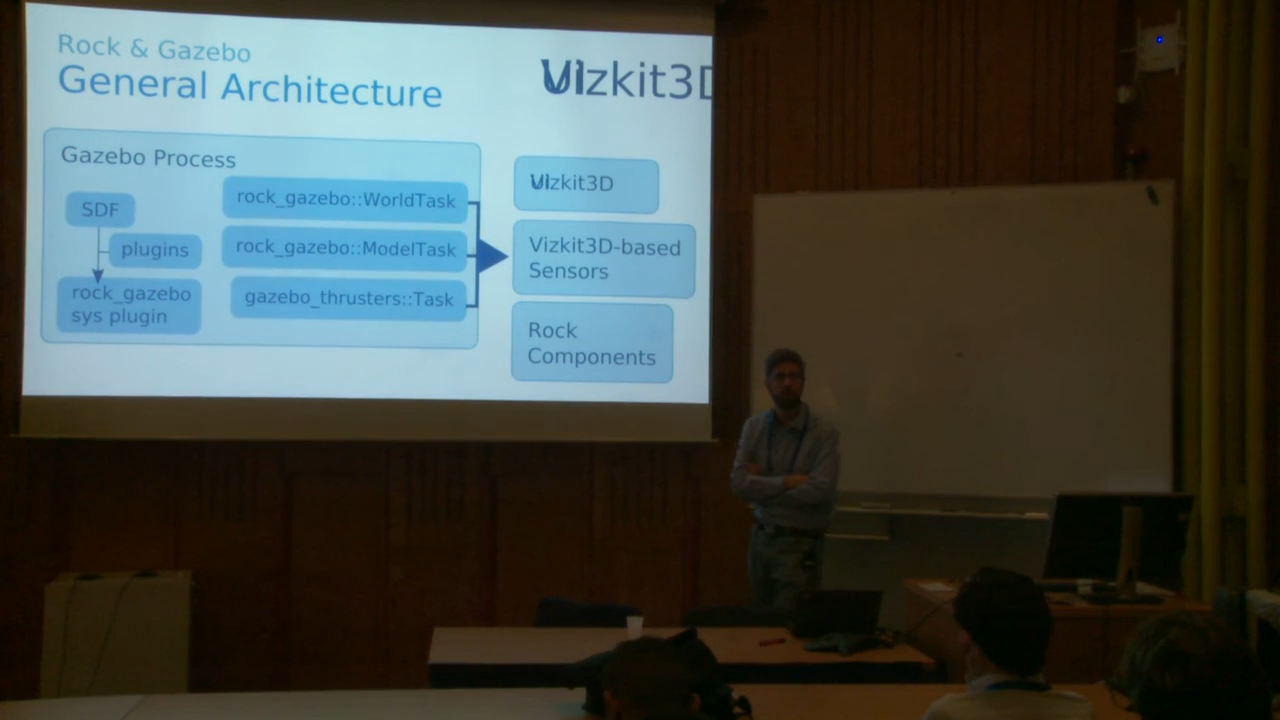 Rock & Gazebo
General Architecture
Vizkit3D
Gazebo Process
SDF
plugins
rock_gazebo
sys plugin
rock_gazebo::WorldTask
rock_gazebo::ModelTask
gazebo_thrusters::Task
Vizkit3D
Vizkit3D-based
Sensors
Rock
Components